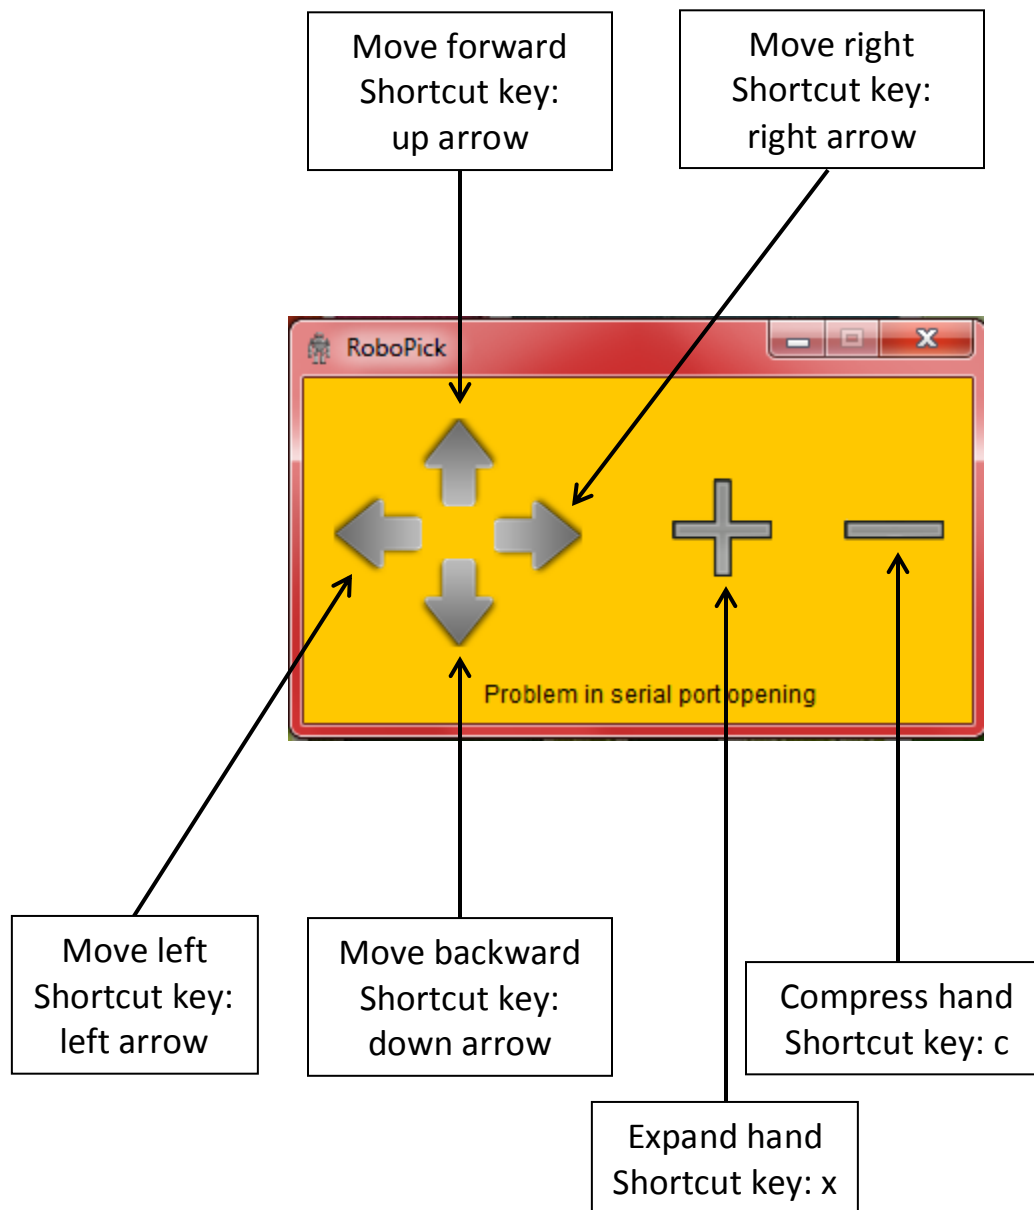 Move forward
Shortcut key:
up arrow
Move right
Shortcut key:
right arrow
RoboPick
Problem in serial port opening
Move left
Shortcut key:
left arrow
Move backward
Shortcut key:
down arrow
Compress hand
Shortcut key: c
Expand hand
Shortcut key: x